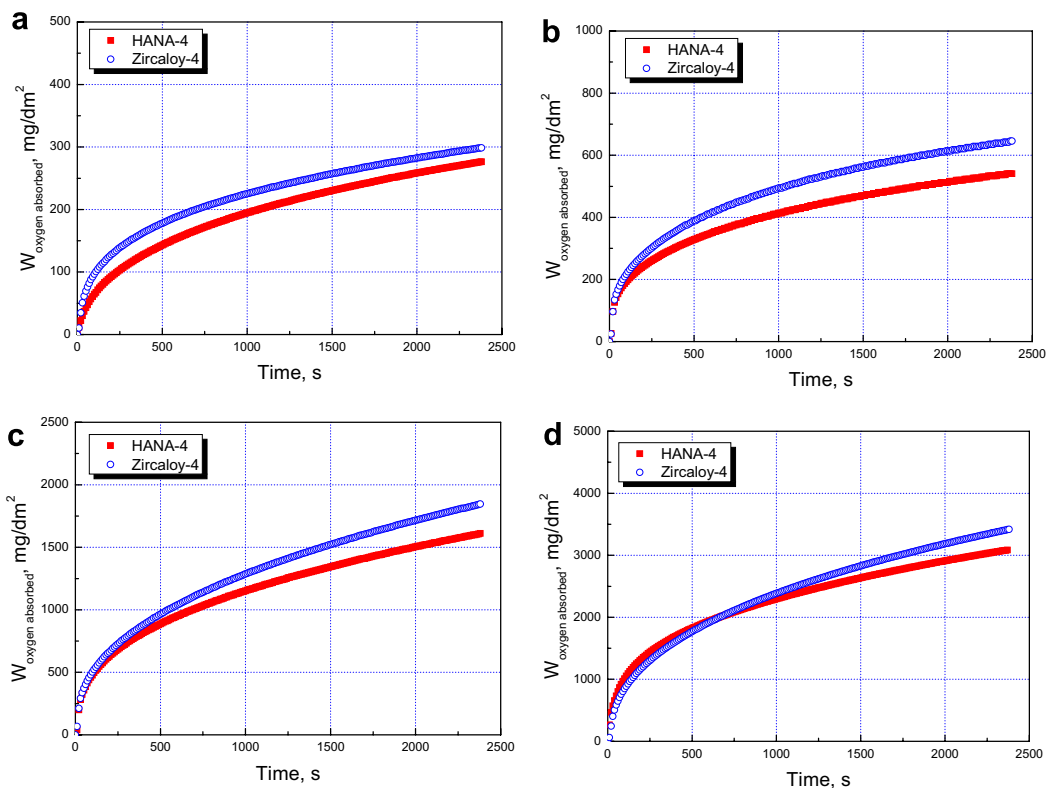 a
500
400
300
200
100
0
HANA-4
Zircaloy-4
W oxygen absorbed, mg/dm²
0 500 1000 1500 2000 2500
Time, s
b
1000
800
600
400
200
0
HANA-4
Zircaloy-4
W oxygen absorbed, mg/dm²
0 500 1000 1500 2000 2500
Time, s
c
2500
2000
1500
1000
500
0
HANA-4
Zircaloy-4
W oxygen absorbed, mg/dm²
0 500 1000 1500 2000 2500
Time, s
d
5000
4000
3000
2000
1000
0
HANA-4
Zircaloy-4
W oxygen absorbed, mg/dm²
0 500 1000 1500 2000 2500
Time, s